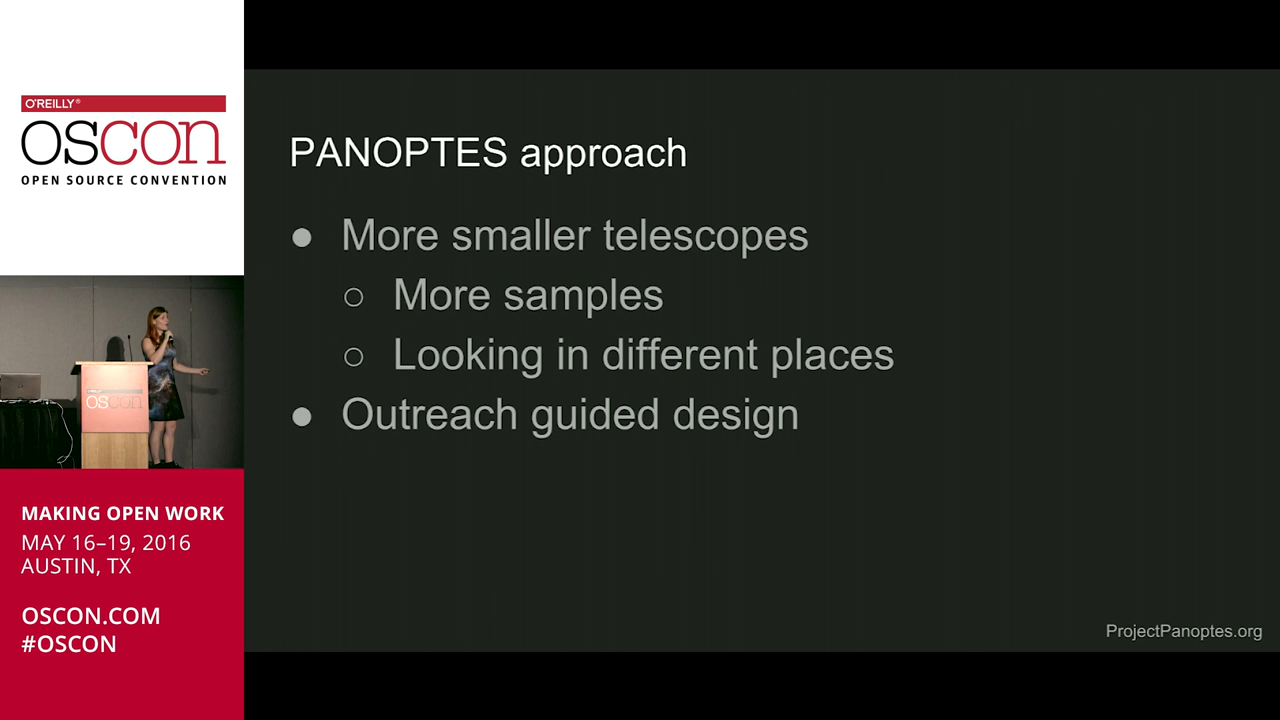 O'REILLY®
OSCON
OPEN SOURCE CONVENTION
OSCON
MAKING OPEN WORK
MAY 16–19, 2016
AUSTIN, TX
OSCON.COM
#OSCON
PANOPTES approach
● More smaller telescopes
○ More samples
○ Looking in different places
● Outreach guided design
ProjectPanoptes.org